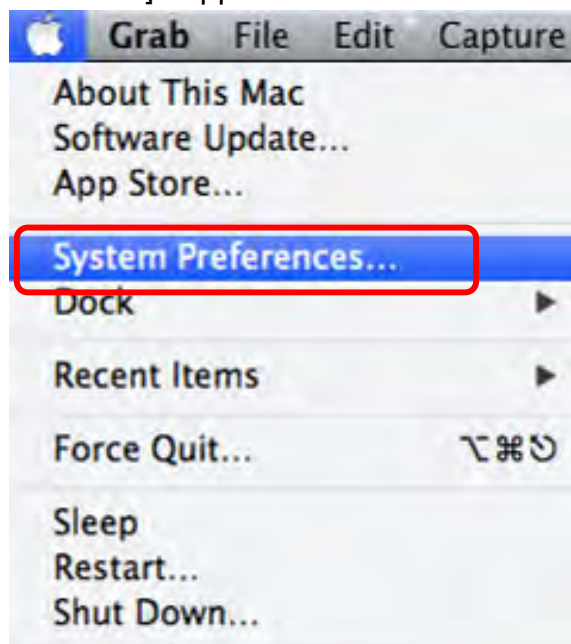 Grab File Edit Capture
About This Mac
Software Update...
App Store...
System Preferences...
Dock ▶
Recent Items ▶
Force Quit... ⌥⌘⎋
Sleep
Restart...
Shut Down...